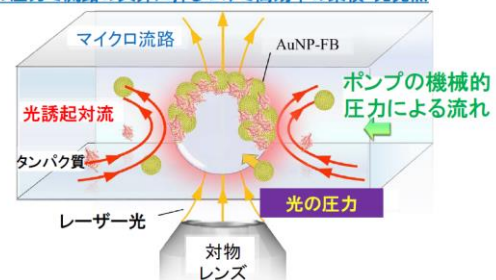 マイクロ流路
AuNP-FB
ポンプの機械的
圧力による流れ
光誘起対流
タンパク質
光の圧力
レーザー光
対物
レンズ